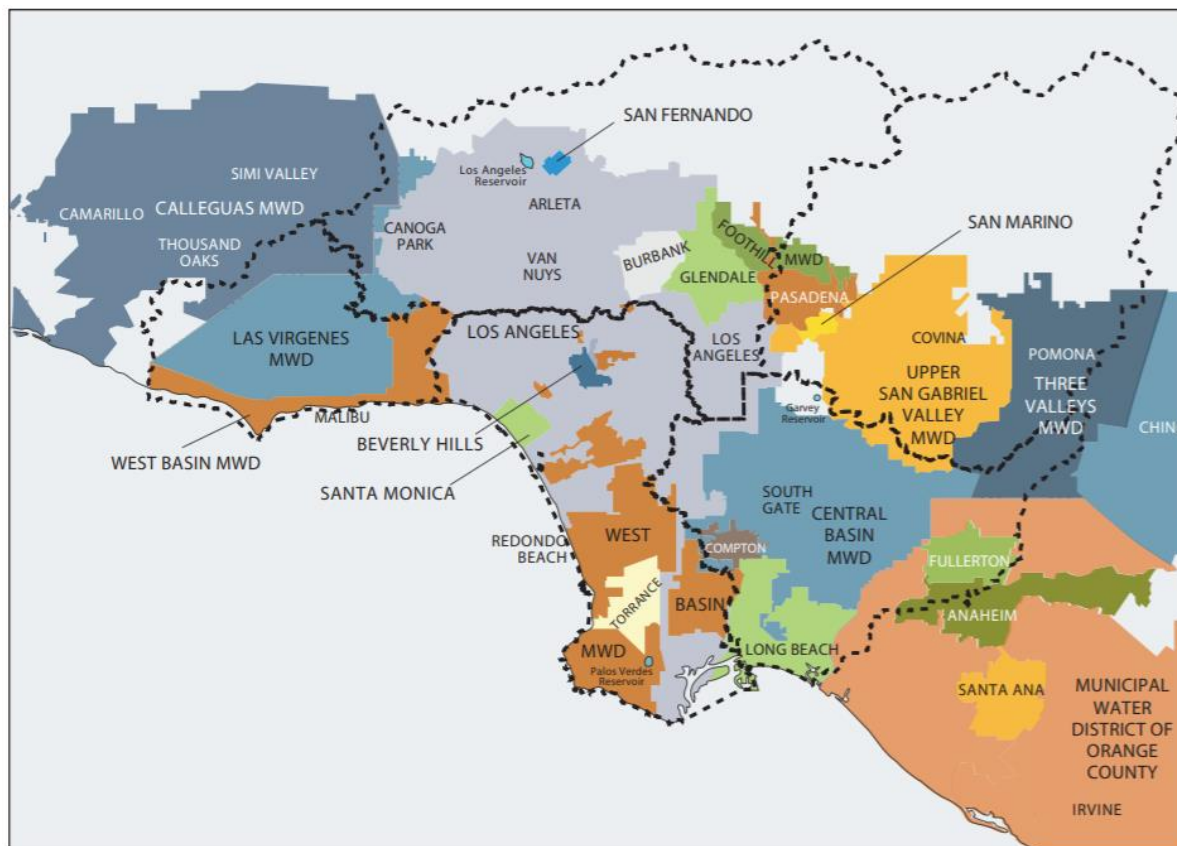 SAN FERNANDO
Los Angeles
Reservoir
SIMI VALLEY
ARLETA
CAMARILLO
CALLEGUAS MWD
SAN MARINO
CANOGA
PARK
THOUSAND
OAKS
VAN
NUYS
BURBANK
FOOTHILL
MWD
GLENDALE
PASADENA
LAS VIRGENES
MWD
LOS ANGELES
LOS
ANGELES
COVINA
POMONA
UPPER
SAN GABRIEL
VALLEY
MWD
THREE
VALLEYS
MWD
Garvey
Reservoir
MALIBU
CHIN
BEVERLY HILLS
WEST BASIN MWD
SANTA MONICA
SOUTH
GATE
CENTRAL
BASIN
MWD
REDONDO
BEACH
WEST
COMPTON
FULLERTON
TORRANCE
BASIN
ANAHEIM
MWD
LONG BEACH
Palos Verdes
Reservoir
SANTA ANA
MUNICIPAL
WATER
DISTRICT OF
ORANGE
COUNTY
IRVINE